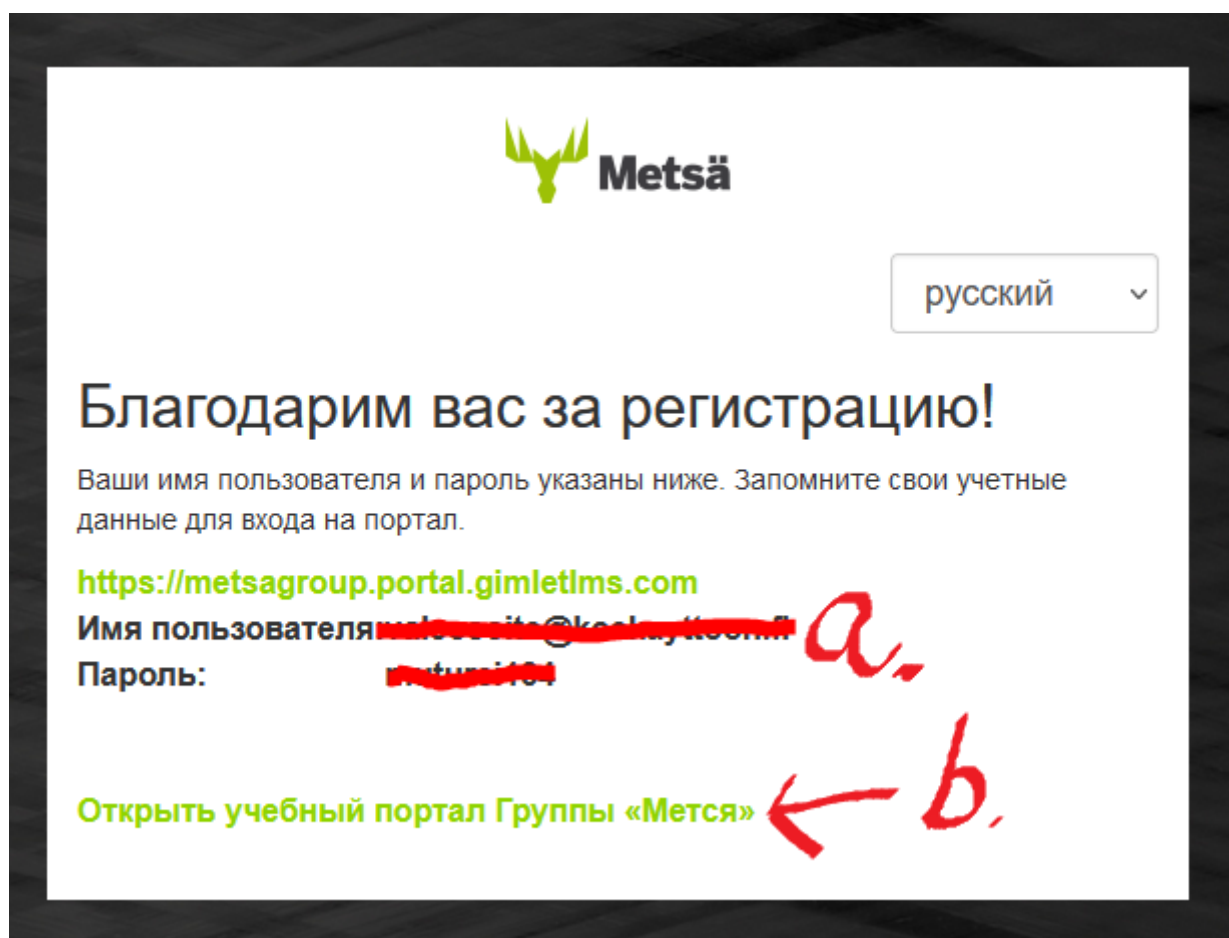 Metsä
русский
Благодарим вас за регистрацию!
Ваши имя пользователя и пароль указаны ниже. Запомните свои учетные
данные для входа на портал.
https://metsagroup.portal.gimletlms.com
Имя пользователя
a.
Пароль:
b.
Открыть учебный портал Группы «Мется»